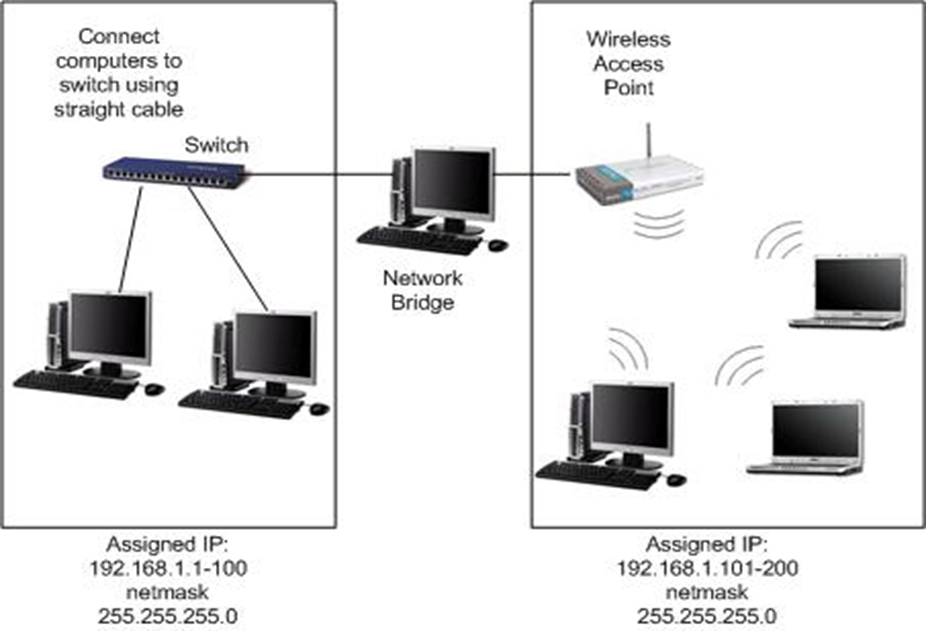 Connect
computers to
switch using
straight cable
Switch
Network
Bridge
Wireless
Access
Point
Assigned IP:
192.168.1.1-100
netmask
255.255.255.0
Assigned IP:
192.168.1.101-200
netmask
255.255.255.0